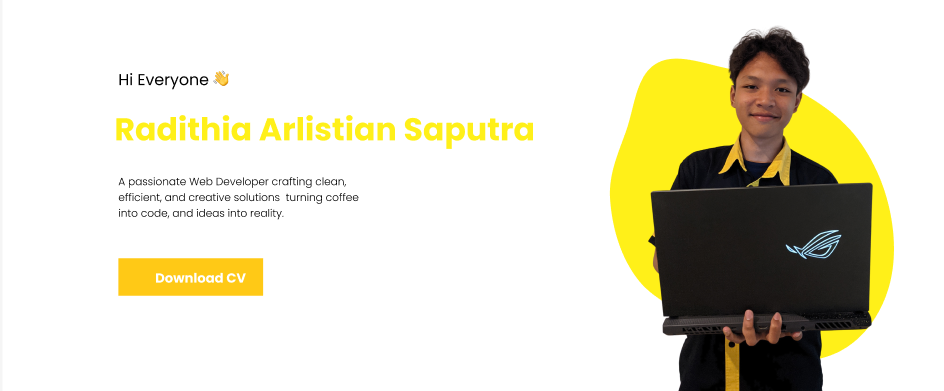 Hi Everyone 👋
Radithia Arlistian Saputra
A passionate Web Developer crafting clean,
efficient, and creative solutions  turning coffee
into code, and ideas into reality.
Download CV